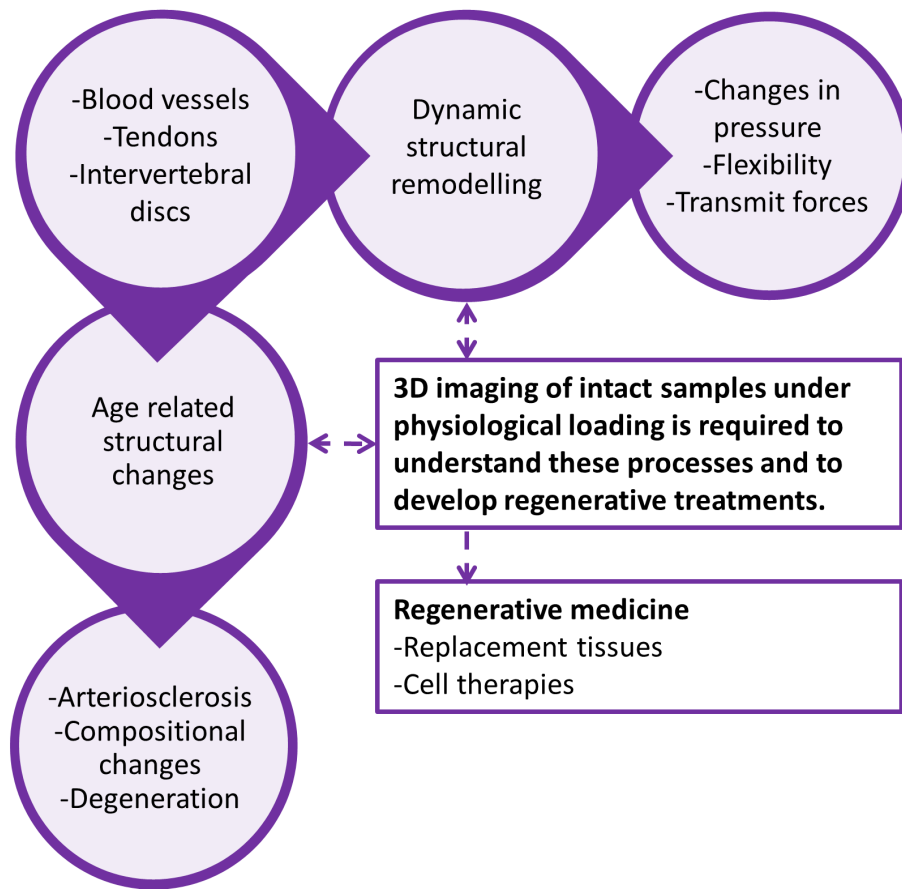 -Blood vessels
-Tendons
-Intervertebral
discs
Dynamic
structural
remodelling
-Changes in
pressure
-Flexibility
-Transmit forces
Age related
structural
changes
3D imaging of intact samples under
physiological loading is required to
understand these processes and to
develop regenerative treatments.
Regenerative medicine
-Replacement tissues
-Cell therapies
-Arteriosclerosis
-Compositional
changes
-Degeneration